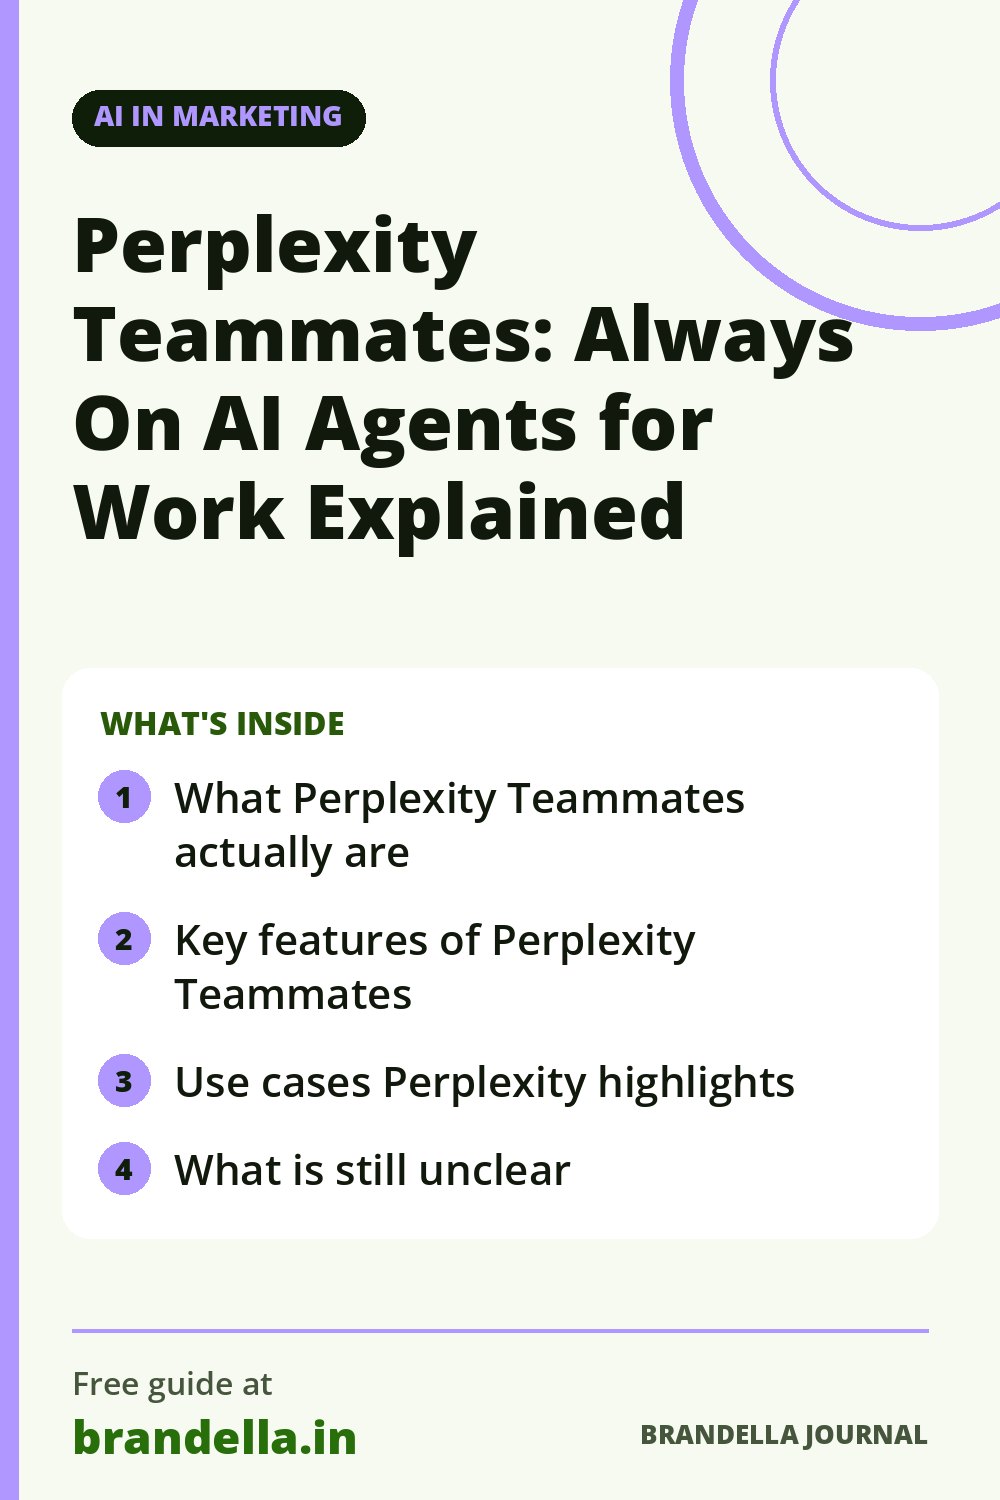 AI IN MARKETING
Perplexity
Teammates: Always
On AI Agents for
Work Explained
WHAT'S INSIDE
1 What Perplexity Teammates
actually are
2 Key features of Perplexity
Teammates
3 Use cases Perplexity highlights
4 What is still unclear
Free guide at
brandella.in
BRANDELLA JOURNAL